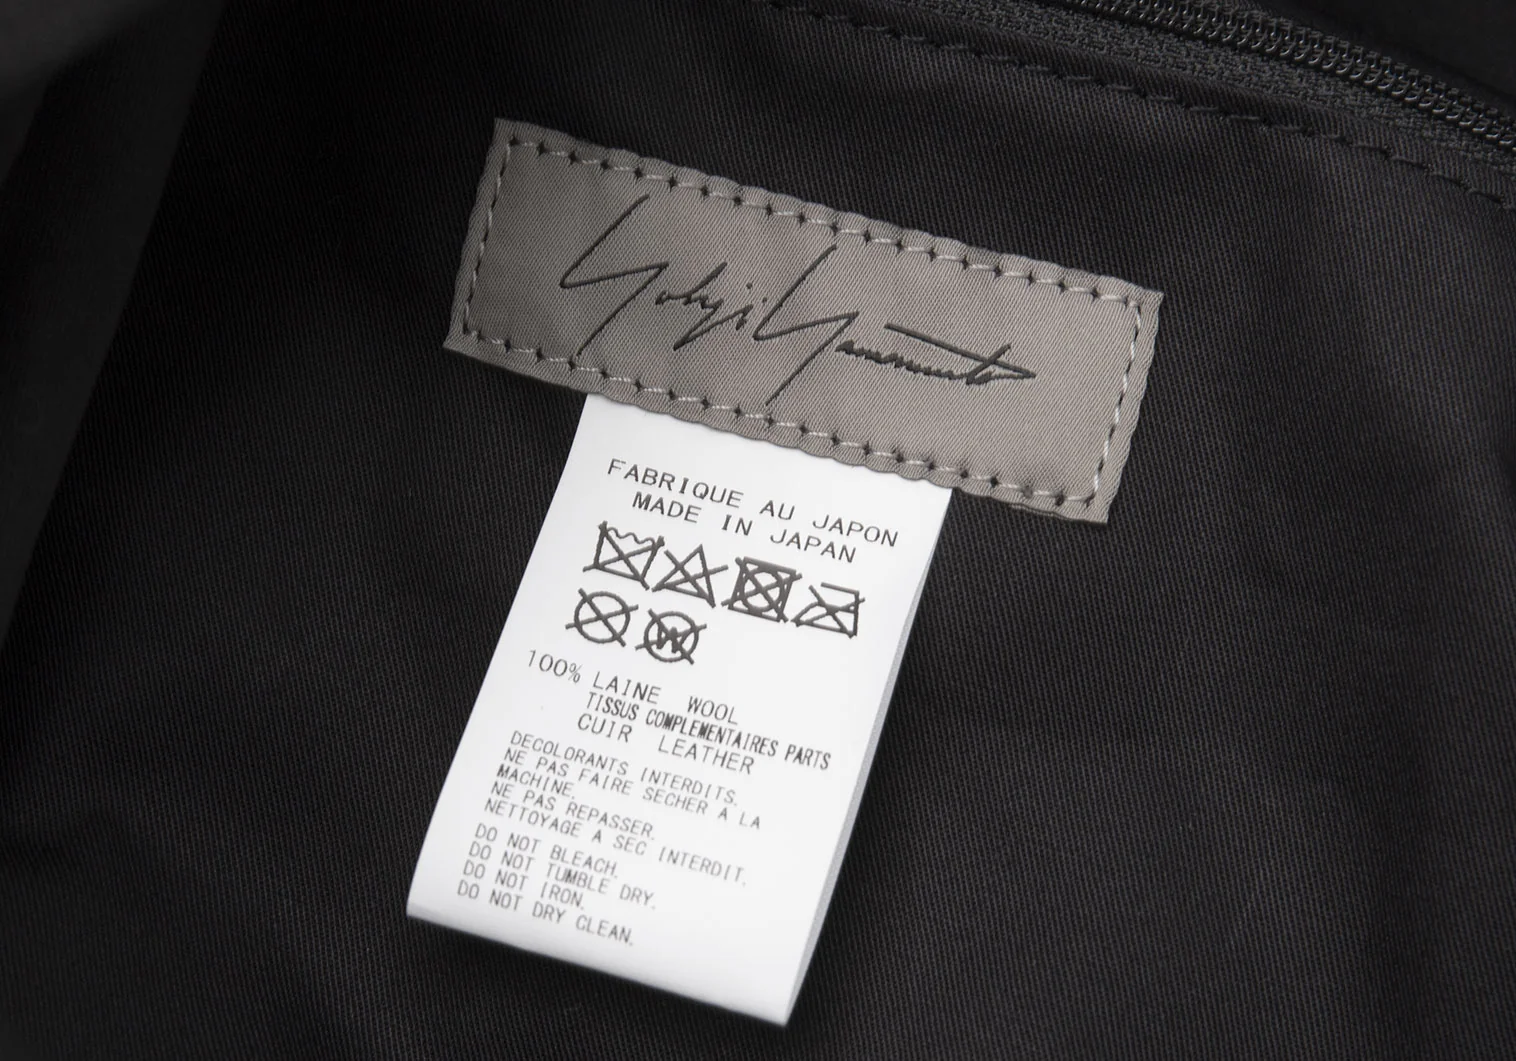 Yohji Yamamoto
FABRIQUE AU JAPON
MADE IN JAPAN
W
100% LAINE WOOL
TISSUS COMPLEMENTAIRES PARTS
CUIR LEATHER
DECOLORANTS INTERDITS.
NE PAS FAIRE SECHER A LA
MACHINE.
NE PAS REPASSER.
NETTOYAGE A SEC INTERDIT.
DO NOT BLEACH.
DO NOT TUMBLE DRY.
DO NOT IRON.
DO NOT DRY CLEAN.